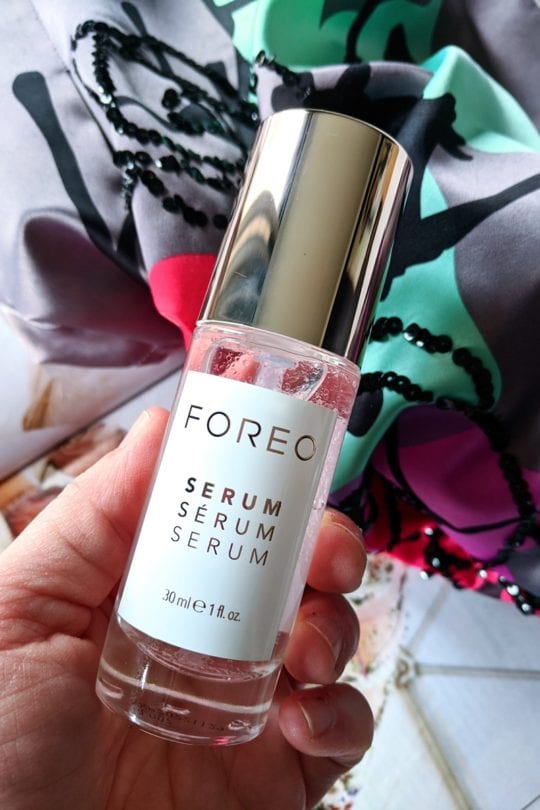 FOREO
SERUM
SÉRUM
SERUM
30 ml ℮ 1 fl. oz.